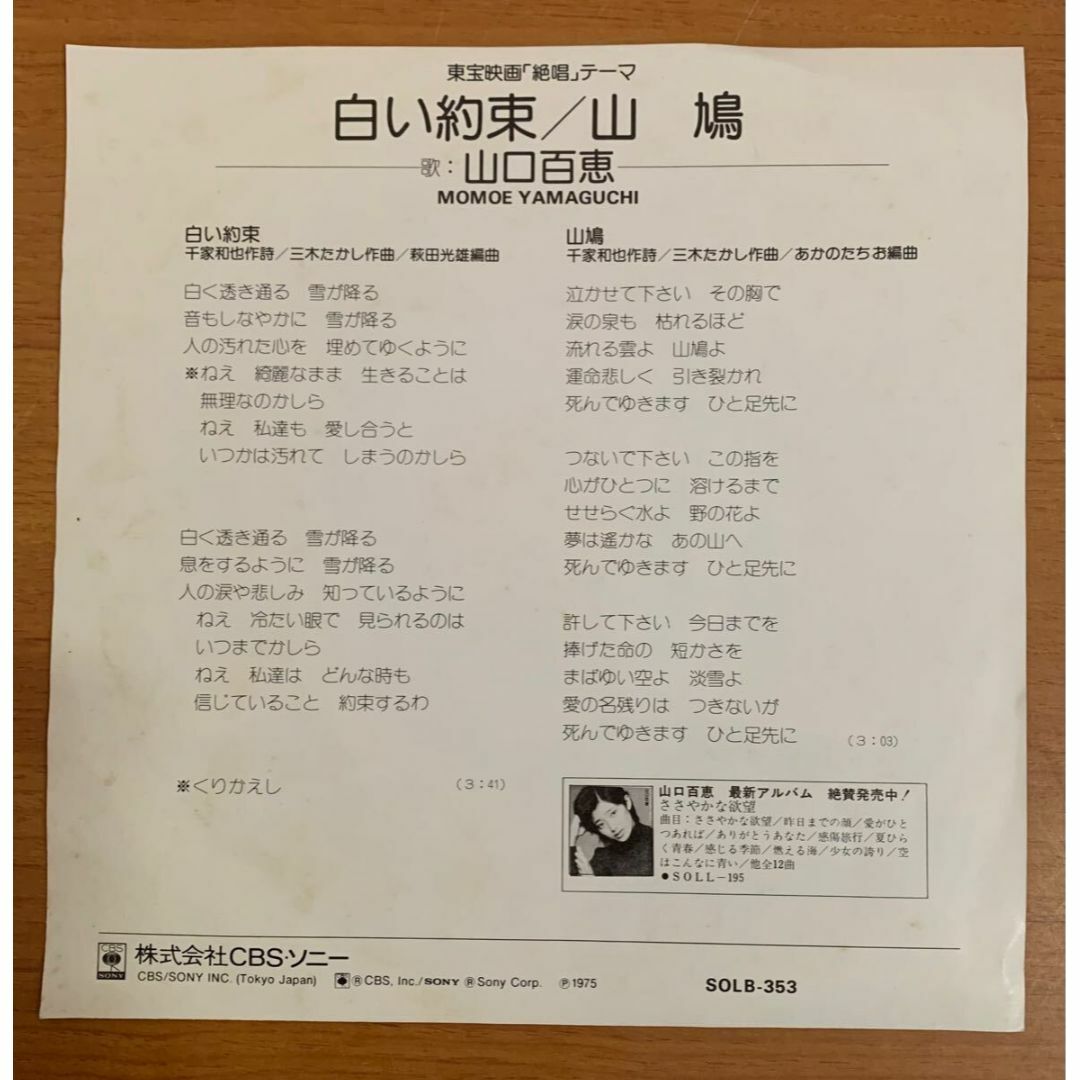 東宝映画「絶唱」テーマ
白い約束/山 鳩
歌:山口百恵
MOMOE YAMAGUCHI
白い約束
千家和也作詩/三木たかし作曲/萩田光雄編曲
白く透き通る 雪が降る
音もしなやかに 雪が降る
人の汚れた心を 埋めてゆくように
※ねえ 綺麗なまま 生きることは
無理なのかしら
ねえ 私達も 愛し合うと
いつかは汚れて しまうのかしら
白く透き通る 雪が降る
息をするように 雪が降る
人の涙や悲しみ 知っているように
ねえ 冷たい眼で 見られるのは
いつまでかしら
ねえ 私達は どんな時も
信じていること 約束するわ
※くりかえし (3:41)
山鳩
千家和也作詩/三木たかし作曲/あかのたちお編曲
泣かせて下さい その胸で
涙の泉も 枯れるほど
流れる雲よ 山鳩よ
運命悲しく 引き裂かれ
死んでゆきます ひと足先に
つないで下さい この指を
心がひとつに 溶けるまで
せせらぐ水よ 野の花よ
夢は遙かな あの山へ
死んでゆきます ひと足先に
許して下さい 今日までを
捧げた命の 短かさを
まばゆい空よ 淡雪よ
愛の名残りは つきないが
死んでゆきます ひと足先に (3:03)
山口百恵 最新アルバム 絶賛発売中!
ささやかな欲望
曲目:ささやかな欲望/昨日までの顔/愛がひと
つあれば/ありがとうあなた/感傷旅行/夏ひら
く青春/感じる季節/燃える海/少女の誇り/空
はこんなに青い/他全12曲
●SOLL-195
CBS
SONY
株式会社CBS・ソニー
CBS/SONY INC. (Tokyo Japan) ®CBS, Inc./SONY ®Sony Corp. ℗1975
SOLB-353